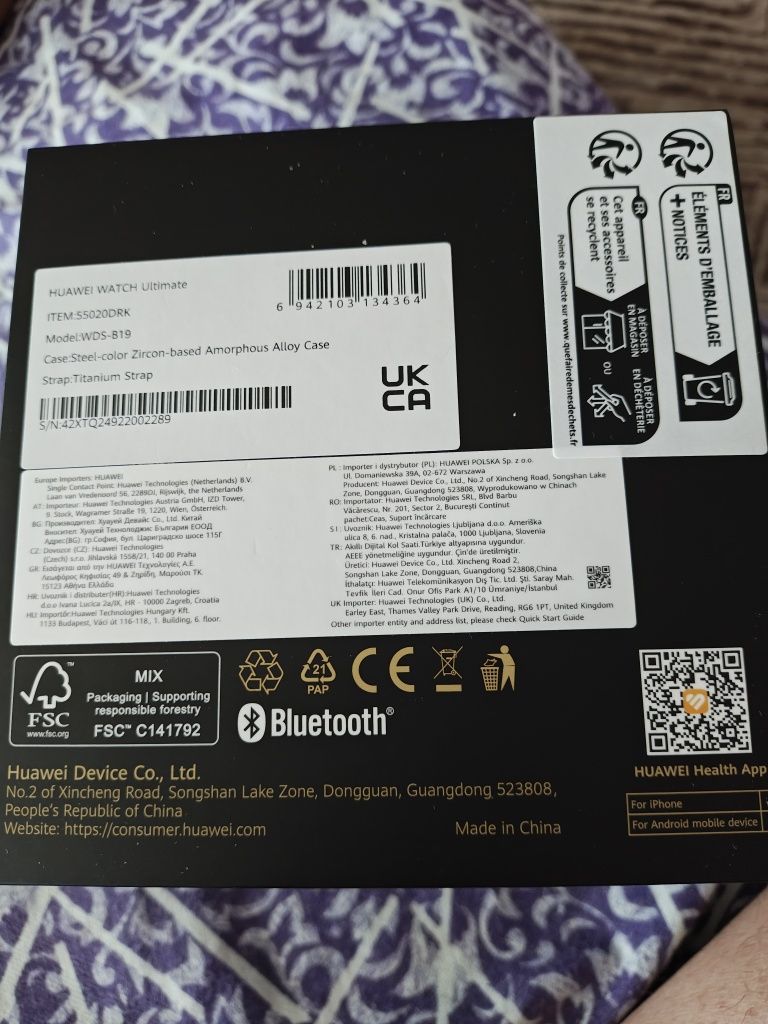 HUAWEI WATCH Ultimate
ITEM:55020DRK
Model:WDS-B19
Case:Steel-color Zircon-based Amorphous Alloy Case
Strap:Titanium Strap
6 942103 134364
S/N:42XTQ24922002289
UK
CA
FR
ÉLÉMENTS D'EMBALLAGE
+ NOTICES
FR
Cet appareil
et ses accessoires
se recyclent
À DÉPOSER
EN MAGASIN
OU
À DÉPOSER
EN DÉCHÈTERIE
Points de collecte sur www.quefairedemesdechets.fr
Europe Importers: HUAWEI
Single Contact Point: Huawei Technologies (Netherlands) B.V.
Laan van Vredenoord 56, 2289DJ, Rijswijk, the Netherlands
AT: Importeur: Huawei Technologies Austria GmbH, IZD Tower,
9. Stock, Wagramer Straße 19, 1220, Wien, Österreich.
BG: Производител: Хуауей Девайс Со., Ltd. Китай
Вносител: Хуауей Технолоджис България ЕООД
Адрес(BG): гр.София, бул. Цариградско шосе 115Г
CZ: Dovozce (CZ): Huawei Technologies
(Czech) s.r.o. Jihlavská 1558/21, 140 00 Praha
GR: Εισάγεται από την HUAWEI Τεχνολογίες Α.Ε.
Λεωφόρος Κηφισίας 49 & Ζηρίδη, Μαρούσι ΤΚ.
15123 Αθήνα Ελλάδα
HR: Uvoznik i distributer(HR):Huawei Technologies
d.o.o Ivana Lucica 2a/IX, HR - 10000 Zagreb, Croatia
HU: Importőr:Huawei Technologies Hungary Kft.
1133 Budapest, Váci út 116-118., 1. Building, 6. floor.
PL: Importer i dystrybutor (PL): HUAWEI POLSKA Sp. z o.o.
Ul. Domaniewska 39A, 02-672 Warszawa
Producent: Huawei Device Co., Ltd., No.2 of Xincheng Road, Songshan Lake
Zone, Dongguan, Guangdong 523808, Wyprodukowano w Chinach
RO: Importator: Huawei Technologies SRL, Blvd Barbu
Văcărescu, Nr. 201, Sector 2, București Continut
pachet:Ceas, Suport încărcare
SI: Uvoznik: Huawei Technologies Ljubljana d.o.o. Ameriška
ulica 8, 6. nad., Kristalna palača, 1000 Ljubljana, Slovenia
TR: Akıllı Dijital Kol Saati.Türkiye altyapısına uygundur.
AEEE yönetmeliğine uygundur. Çin'de üretilmiştir.
Üretici: Huawei Device Co., Ltd. Xincheng Road 2,
Songshan Lake Zone, Dongguan, Guangdong 523808,China
İthalatçı: Huawei Telekomünikasyon Dış Tic. Ltd. Şti. Saray Mah.
Tevfik İleri Cad. Onur Ofis Park A1/10 Ümraniye/İstanbul
UK Importer: Huawei Technologies (UK) Co., Ltd.
Earley East, Thames Valley Park Drive, Reading, RG6 1PT, United Kingdom
Other importer entity and address list, please check Quick Start Guide
FSC
www.fsc.org
MIX
Packaging | Supporting
responsible forestry
FSC™ C141792
21
PAP
CE
Bluetooth®
HUAWEI Health App
For iPhone
For Android mobile device
Huawei Device Co., Ltd.
No.2 of Xincheng Road, Songshan Lake Zone, Dongguan, Guangdong 523808,
People's Republic of China
Website: https://consumer.huawei.com
Made in China